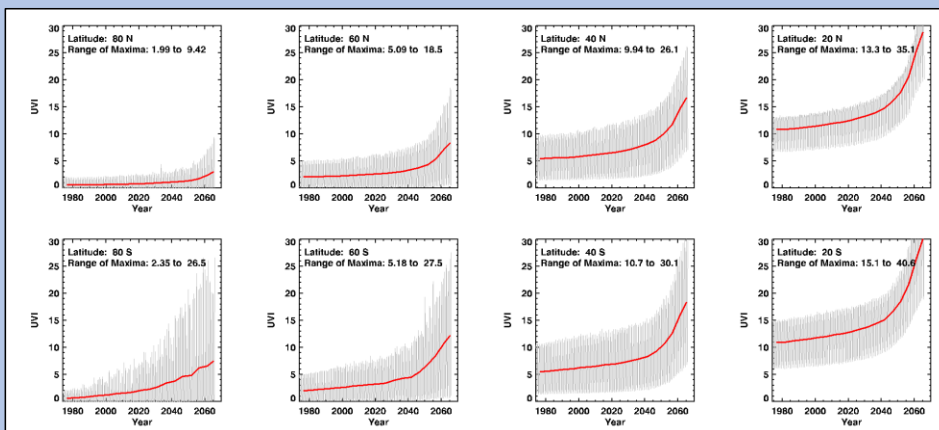 Latitude: 80 N
Range of Maxima: 1.99 to 9.42
UVI
30
25
20
15
10
5
0
1980 2000 2020 2040 2060
Year
Latitude: 60 N
Range of Maxima: 5.09 to 18.5
UVI
30
25
20
15
10
5
0
1980 2000 2020 2040 2060
Year
Latitude: 40 N
Range of Maxima: 9.94 to 26.1
UVI
30
25
20
15
10
5
0
1980 2000 2020 2040 2060
Year
Latitude: 20 N
Range of Maxima: 13.3 to 35.1
UVI
30
25
20
15
10
5
0
1980 2000 2020 2040 2060
Year
Latitude: 80 S
Range of Maxima: 2.35 to 26.5
UVI
30
25
20
15
10
5
0
1980 2000 2020 2040 2060
Year
Latitude: 60 S
Range of Maxima: 5.18 to 27.5
UVI
30
25
20
15
10
5
0
1980 2000 2020 2040 2060
Year
Latitude: 40 S
Range of Maxima: 10.7 to 30.1
UVI
30
25
20
15
10
5
0
1980 2000 2020 2040 2060
Year
Latitude: 20 S
Range of Maxima: 15.1 to 40.6
UVI
30
25
20
15
10
5
0
1980 2000 2020 2040 2060
Year